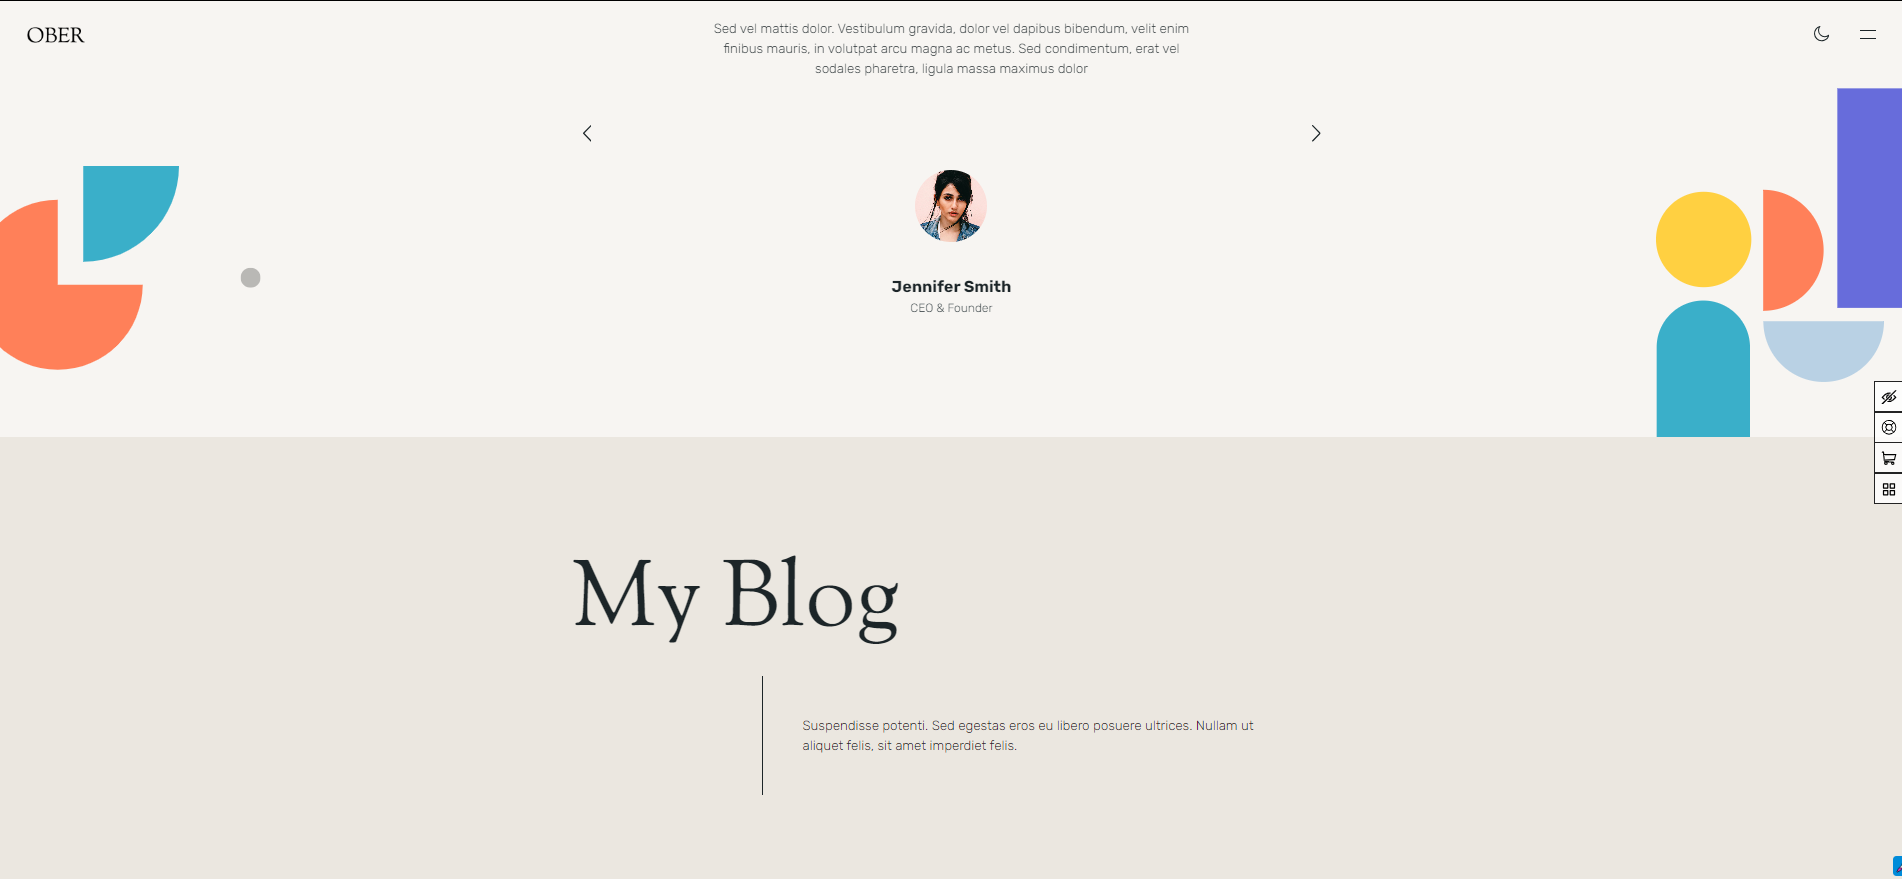 OBER
Sed vel mattis dolor. Vestibulum gravida, dolor vel dapibus bibendum, velit enim
finibus mauris, in volutpat arcu magna ac metus. Sed condimentum, erat vel
sodales pharetra, ligula massa maximus dolor
Jennifer Smith
CEO & Founder
My Blog
Suspendisse potenti. Sed egestas eros eu libero posuere ultrices. Nullam ut
aliquet felis, sit amet imperdiet felis.